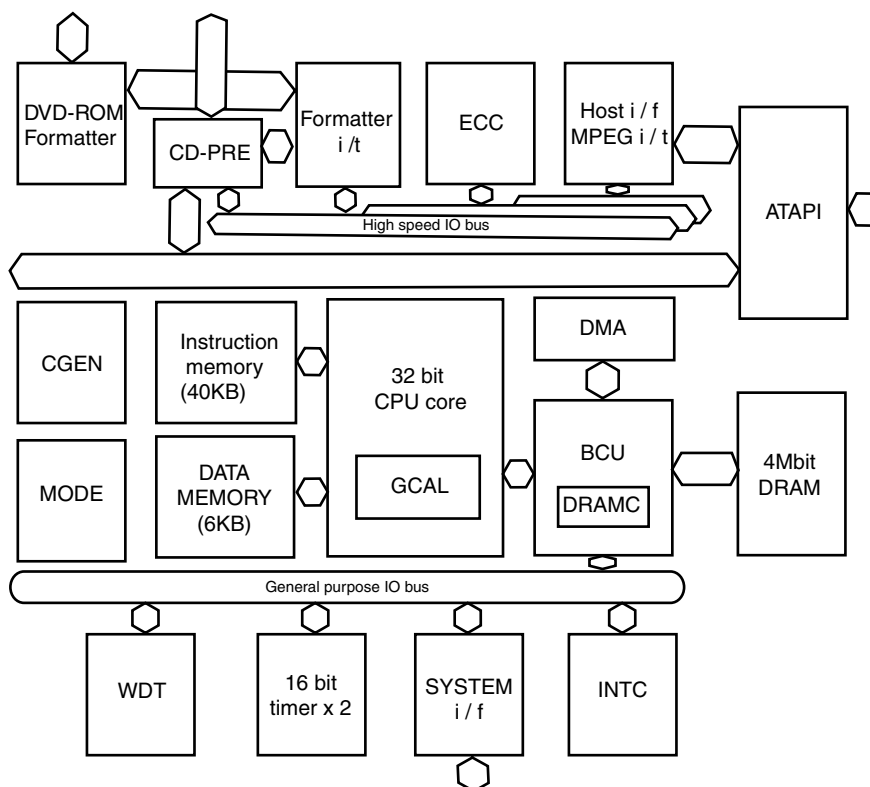 DVD-ROM
Formatter
CD-PRE
Formatter
i /t
ECC
Host i / f
MPEG i / t
ATAPI
High speed IO bus
CGEN
Instruction
memory
(40KB)
32 bit
CPU core
DMA
MODE
DATA
MEMORY
(6KB)
GCAL
BCU
DRAMC
4Mbit
DRAM
General purpose IO bus
WDT
16 bit
timer x 2
SYSTEM
i / f
INTC